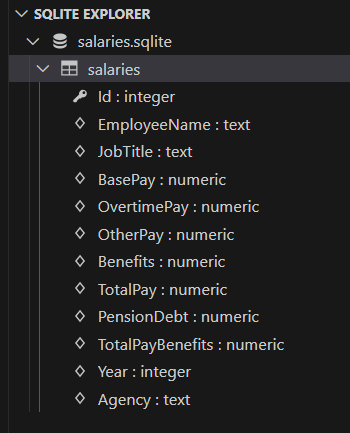 SQLITE EXPLORER
salaries.sqlite
salaries
Id : integer
EmployeeName : text
JobTitle : text
BasePay : numeric
OvertimePay : numeric
OtherPay : numeric
Benefits : numeric
TotalPay : numeric
PensionDebt : numeric
TotalPayBenefits : numeric
Year : integer
Agency : text